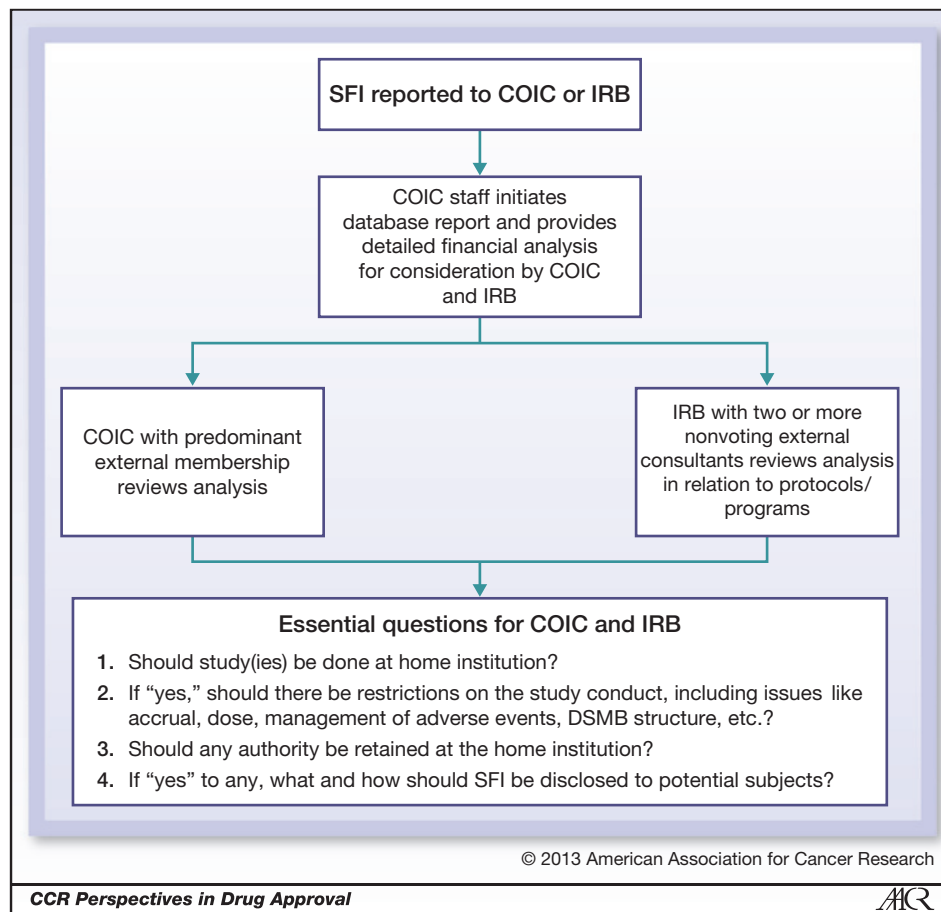 SFI reported to COIC or IRB
COIC staff initiates
database report and provides
detailed financial analysis
for consideration by COIC
and IRB
COIC with predominant
external membership
reviews analysis
IRB with two or more
nonvoting external
consultants reviews analysis
in relation to protocols/
programs
Essential questions for COIC and IRB
1. Should study(ies) be done at home institution?
2. If “yes,” should there be restrictions on the study conduct, including issues like
accrual, dose, management of adverse events, DSMB structure, etc.?
3. Should any authority be retained at the home institution?
4. If “yes” to any, what and how should SFI be disclosed to potential subjects?
© 2013 American Association for Cancer Research
CCR Perspectives in Drug Approval
AACR